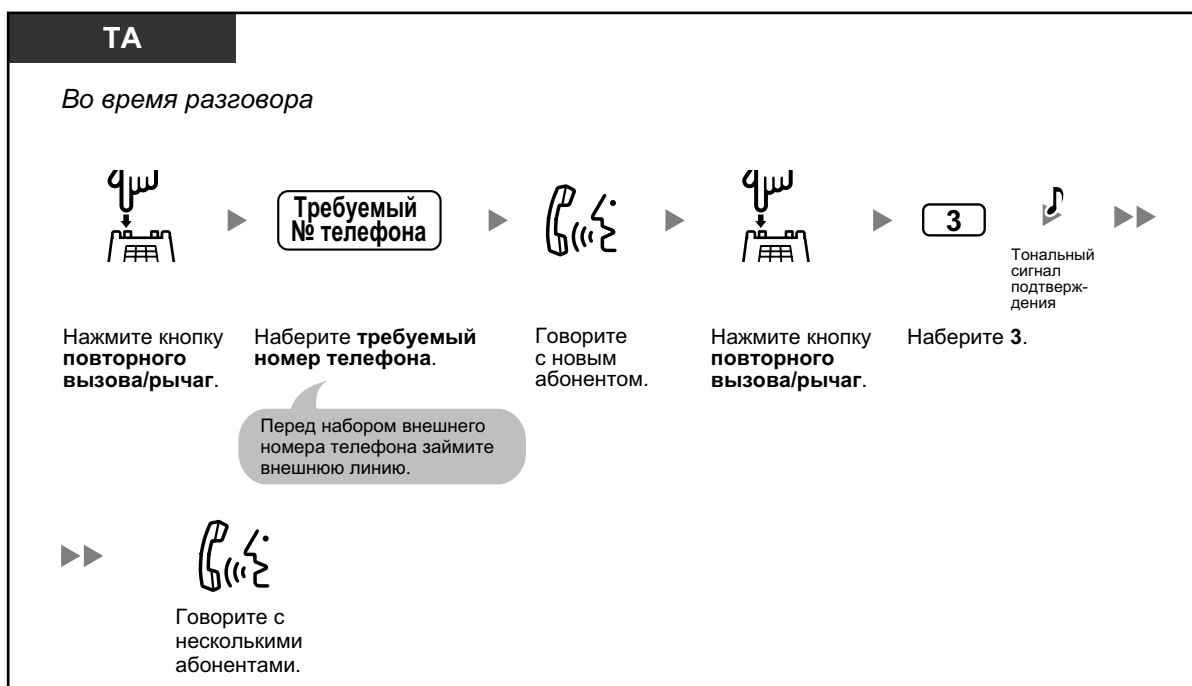 ТА
Во время разговора
Требуемый
№ телефона
3
Тональный
сигнал
подтверж-
дения
Нажмите кнопку
повторного
вызова/рычаг.
Наберите требуемый
номер телефона.
Говорите
с новым
абонентом.
Нажмите кнопку
повторного
вызова/рычаг.
Наберите 3.
Перед набором внешнего
номера телефона займите
внешнюю линию.
Говорите с
несколькими
абонентами.